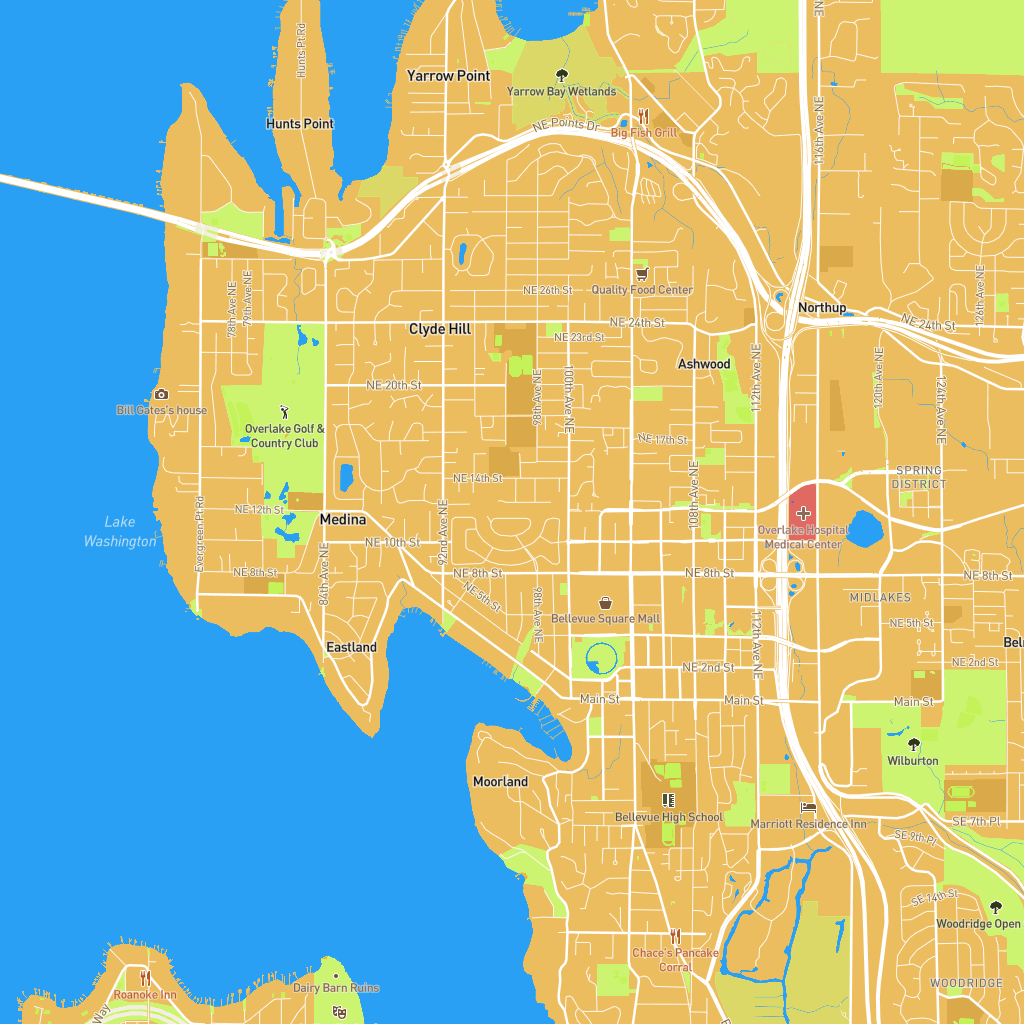 NE
Hunts Pt Rd
Yarrow Point
Yarrow Bay Wetlands
Hunts Point
NE Points Dr
Big Fish Grill
116th Ave NE
78th Ave NE
79th Ave NE
NE 26th St
Quality Food Center
126th Ave NE
Northup
Clyde Hill
NE 24th St
NE 24th St
NE 23rd St
Ashwood
112th Ave NE
120th Ave NE
124th Ave NE
NE 20th St
98th Ave NE
100th Ave NE
Bill Gates's house
Overlake Golf &
Country Club
NE 17th St
NE 14th St
108th Ave NE
SPRING
DISTRICT
Lake
Washington
Evergreen Pt Rd
NE 12th St
Medina
92nd Ave NE
NE 10th St
Overlake Hospital
Medical Center
NE 8th St
84th Ave NE
NE 8th St
NE 8th St
NE 8th St
NE 5th St
98th Ave NE
Bellevue Square Mall
112th Ave NE
MIDLAKES
NE 5th St
Eastland
NE 2nd St
NE 2nd St
Main St
Main St
Main St
Wilburton
Moorland
Bellevue High School
Marriott Residence Inn
SE 7th Pl
SE 9th Pl
SE 14th St
Woodridge Open
Chace's Pancake
Corral
WOODRIDGE
Roanoke Inn
Dairy Barn Ruins
Way